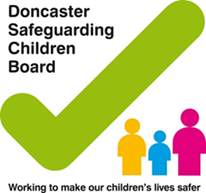 Doncaster
Safeguarding
Children
Board
Working to make our children's lives safer